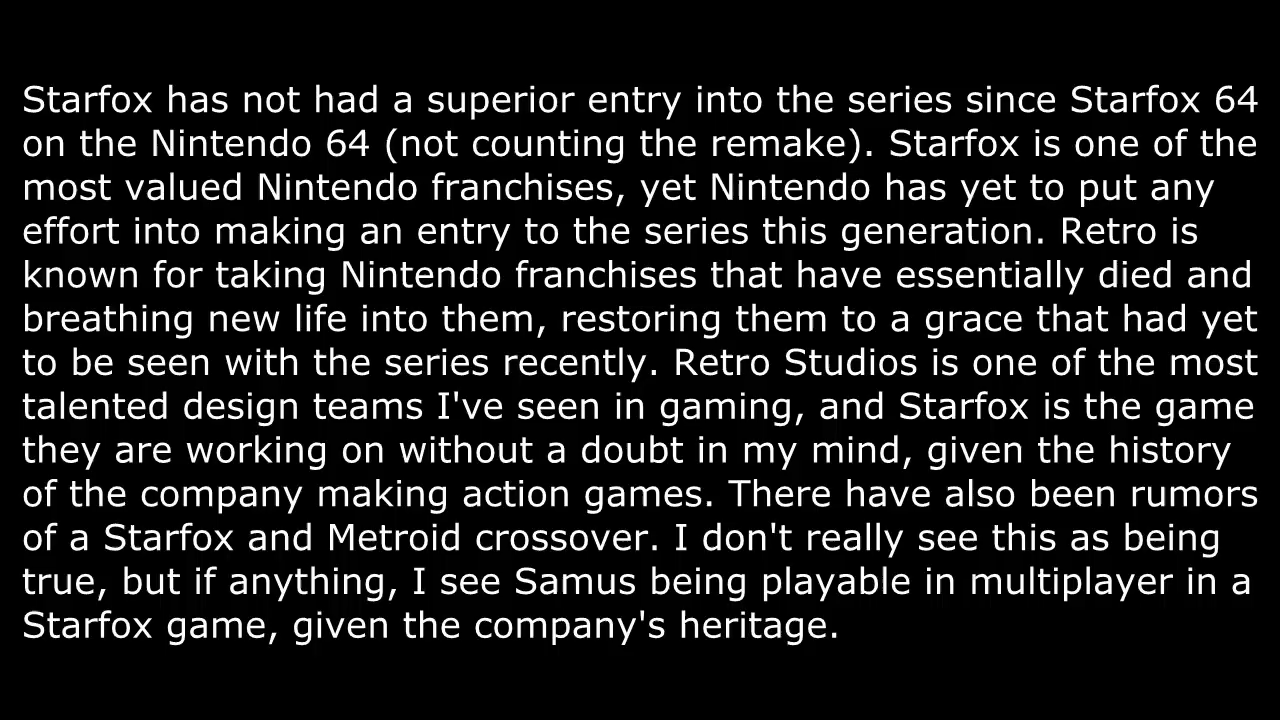 Starfox has not had a superior entry into the series since Starfox 64
on the Nintendo 64 (not counting the remake). Starfox is one of the
most valued Nintendo franchises, yet Nintendo has yet to put any
effort into making an entry to the series this generation. Retro is
known for taking Nintendo franchises that have essentially died and
breathing new life into them, restoring them to a grace that had yet
to be seen with the series recently. Retro Studios is one of the most
talented design teams I've seen in gaming, and Starfox is the game
they are working on without a doubt in my mind, given the history
of the company making action games. There have also been rumors
of a Starfox and Metroid crossover. I don't really see this as being
true, but if anything, I see Samus being playable in multiplayer in a
Starfox game, given the company's heritage.